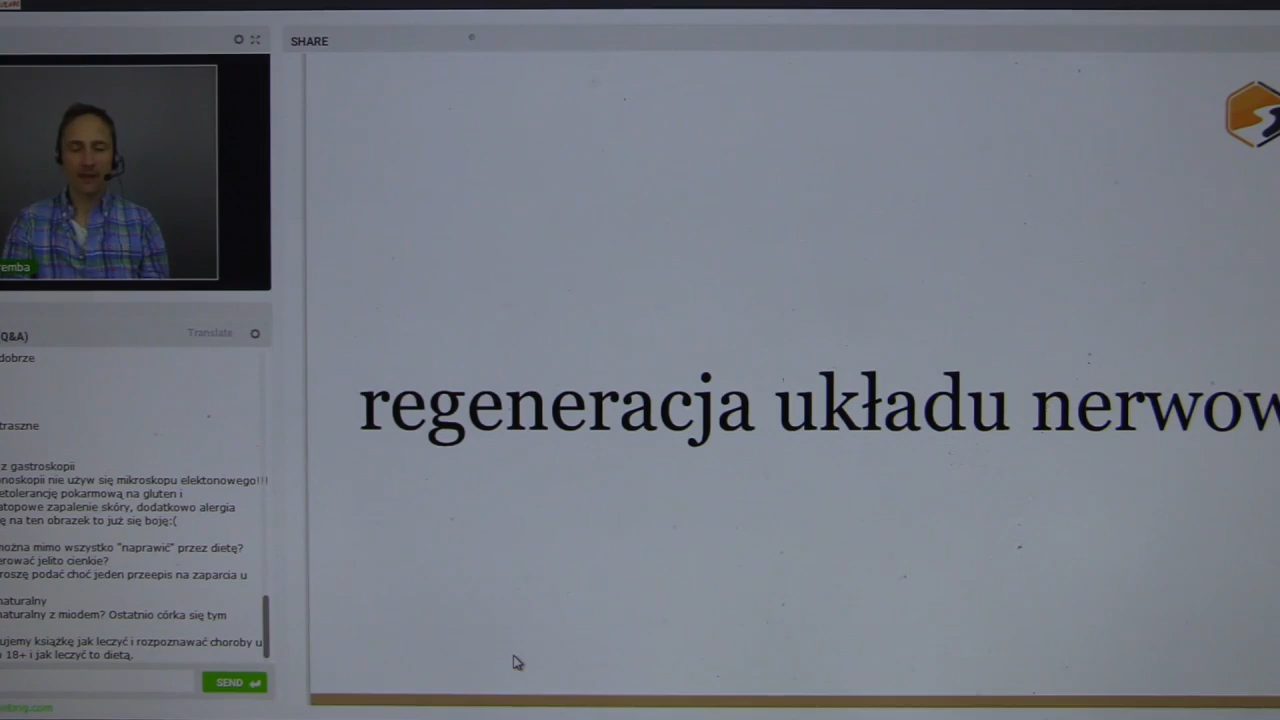 SHARE
remba
Q&A)
Translate
dobrze
traszne
z gastroskopii
onoskopii nie używ się mikroskopu elektonowego!!!
etolerancję pokarmową na gluten i
atopowe zapalenie skóry, dodatkowo alergia
ę na ten obrazek to już się boję:(
można mimo wszystko "naprawić" przez dietę?
erować jelito cienkie?
roszę podać choć jeden przeepis na zaparcia u
naturalny
naturalny z miodem? Ostatnio córka się tym
ujemy książkę jak leczyć i rozpoznawać choroby u
18+ i jak leczyć to dietą.
SEND
regeneracja układu nerwow